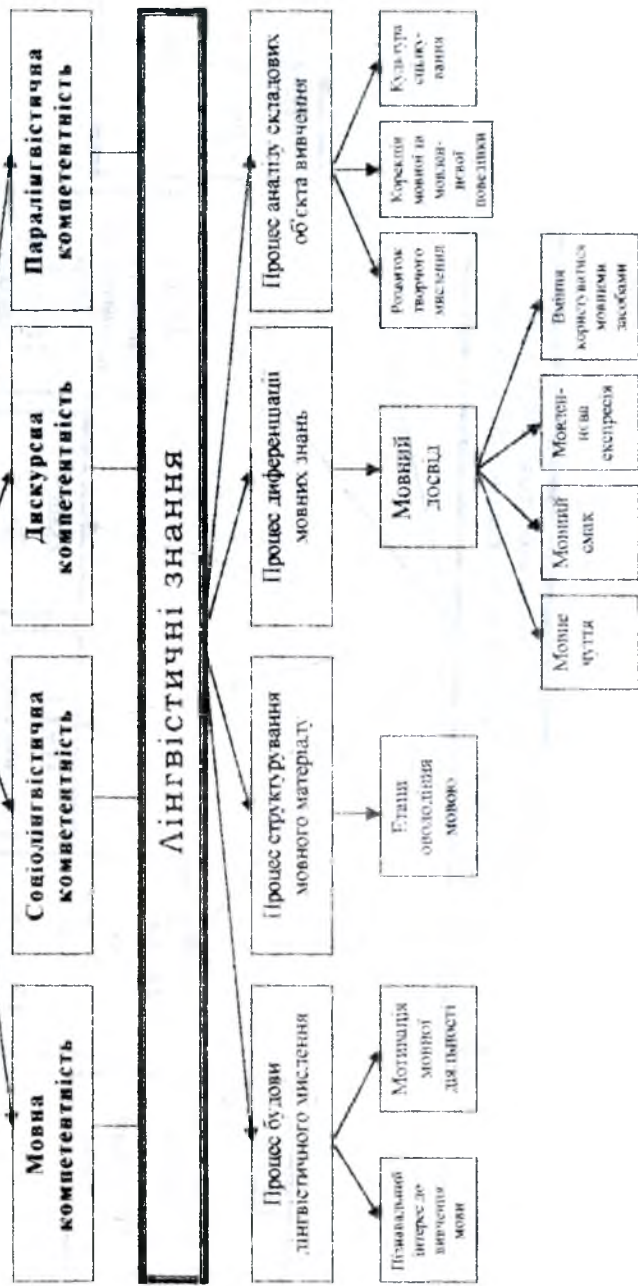 Мовна
компетентність
Соціолінгвістична
компетентність
Дискурсна
компетентність
Паралінгвістична
компетентність
Лінгвістичні знання
Процес будови
лінгвістичного мислення
Процес структурування
мовного матеріалу
Процес диференціації
мовних знань
Процес аналізу складових
об'єкта вивчення
Пізнавальний
інтерес до
вивчення
мови
Мотивація
мовної
діяльності
Етапи
оволодіння
мовою
Мовний
досвід
Розвиток
творчого
мислення
Корекція
мовної та
мовлен-
нєвої
поведінки
Культура
спілку-
вання
Мовне
чуття
Мовний
смак
Мовлен-
нєва
експресія
Вміння
користуватися
мовними
засобами